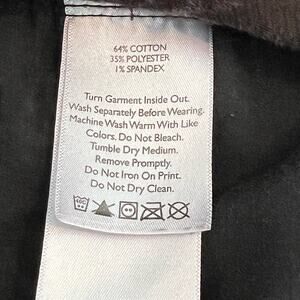 64% COTTON
35% POLYESTER
1% SPANDEX
Turn Garment Inside Out.
Wash Separately Before Wearing.
Machine Wash Warm With Like
Colors. Do Not Bleach.
Tumble Dry Medium.
Remove Promptly.
Do Not Iron On Print.
Do Not Dry Clean.